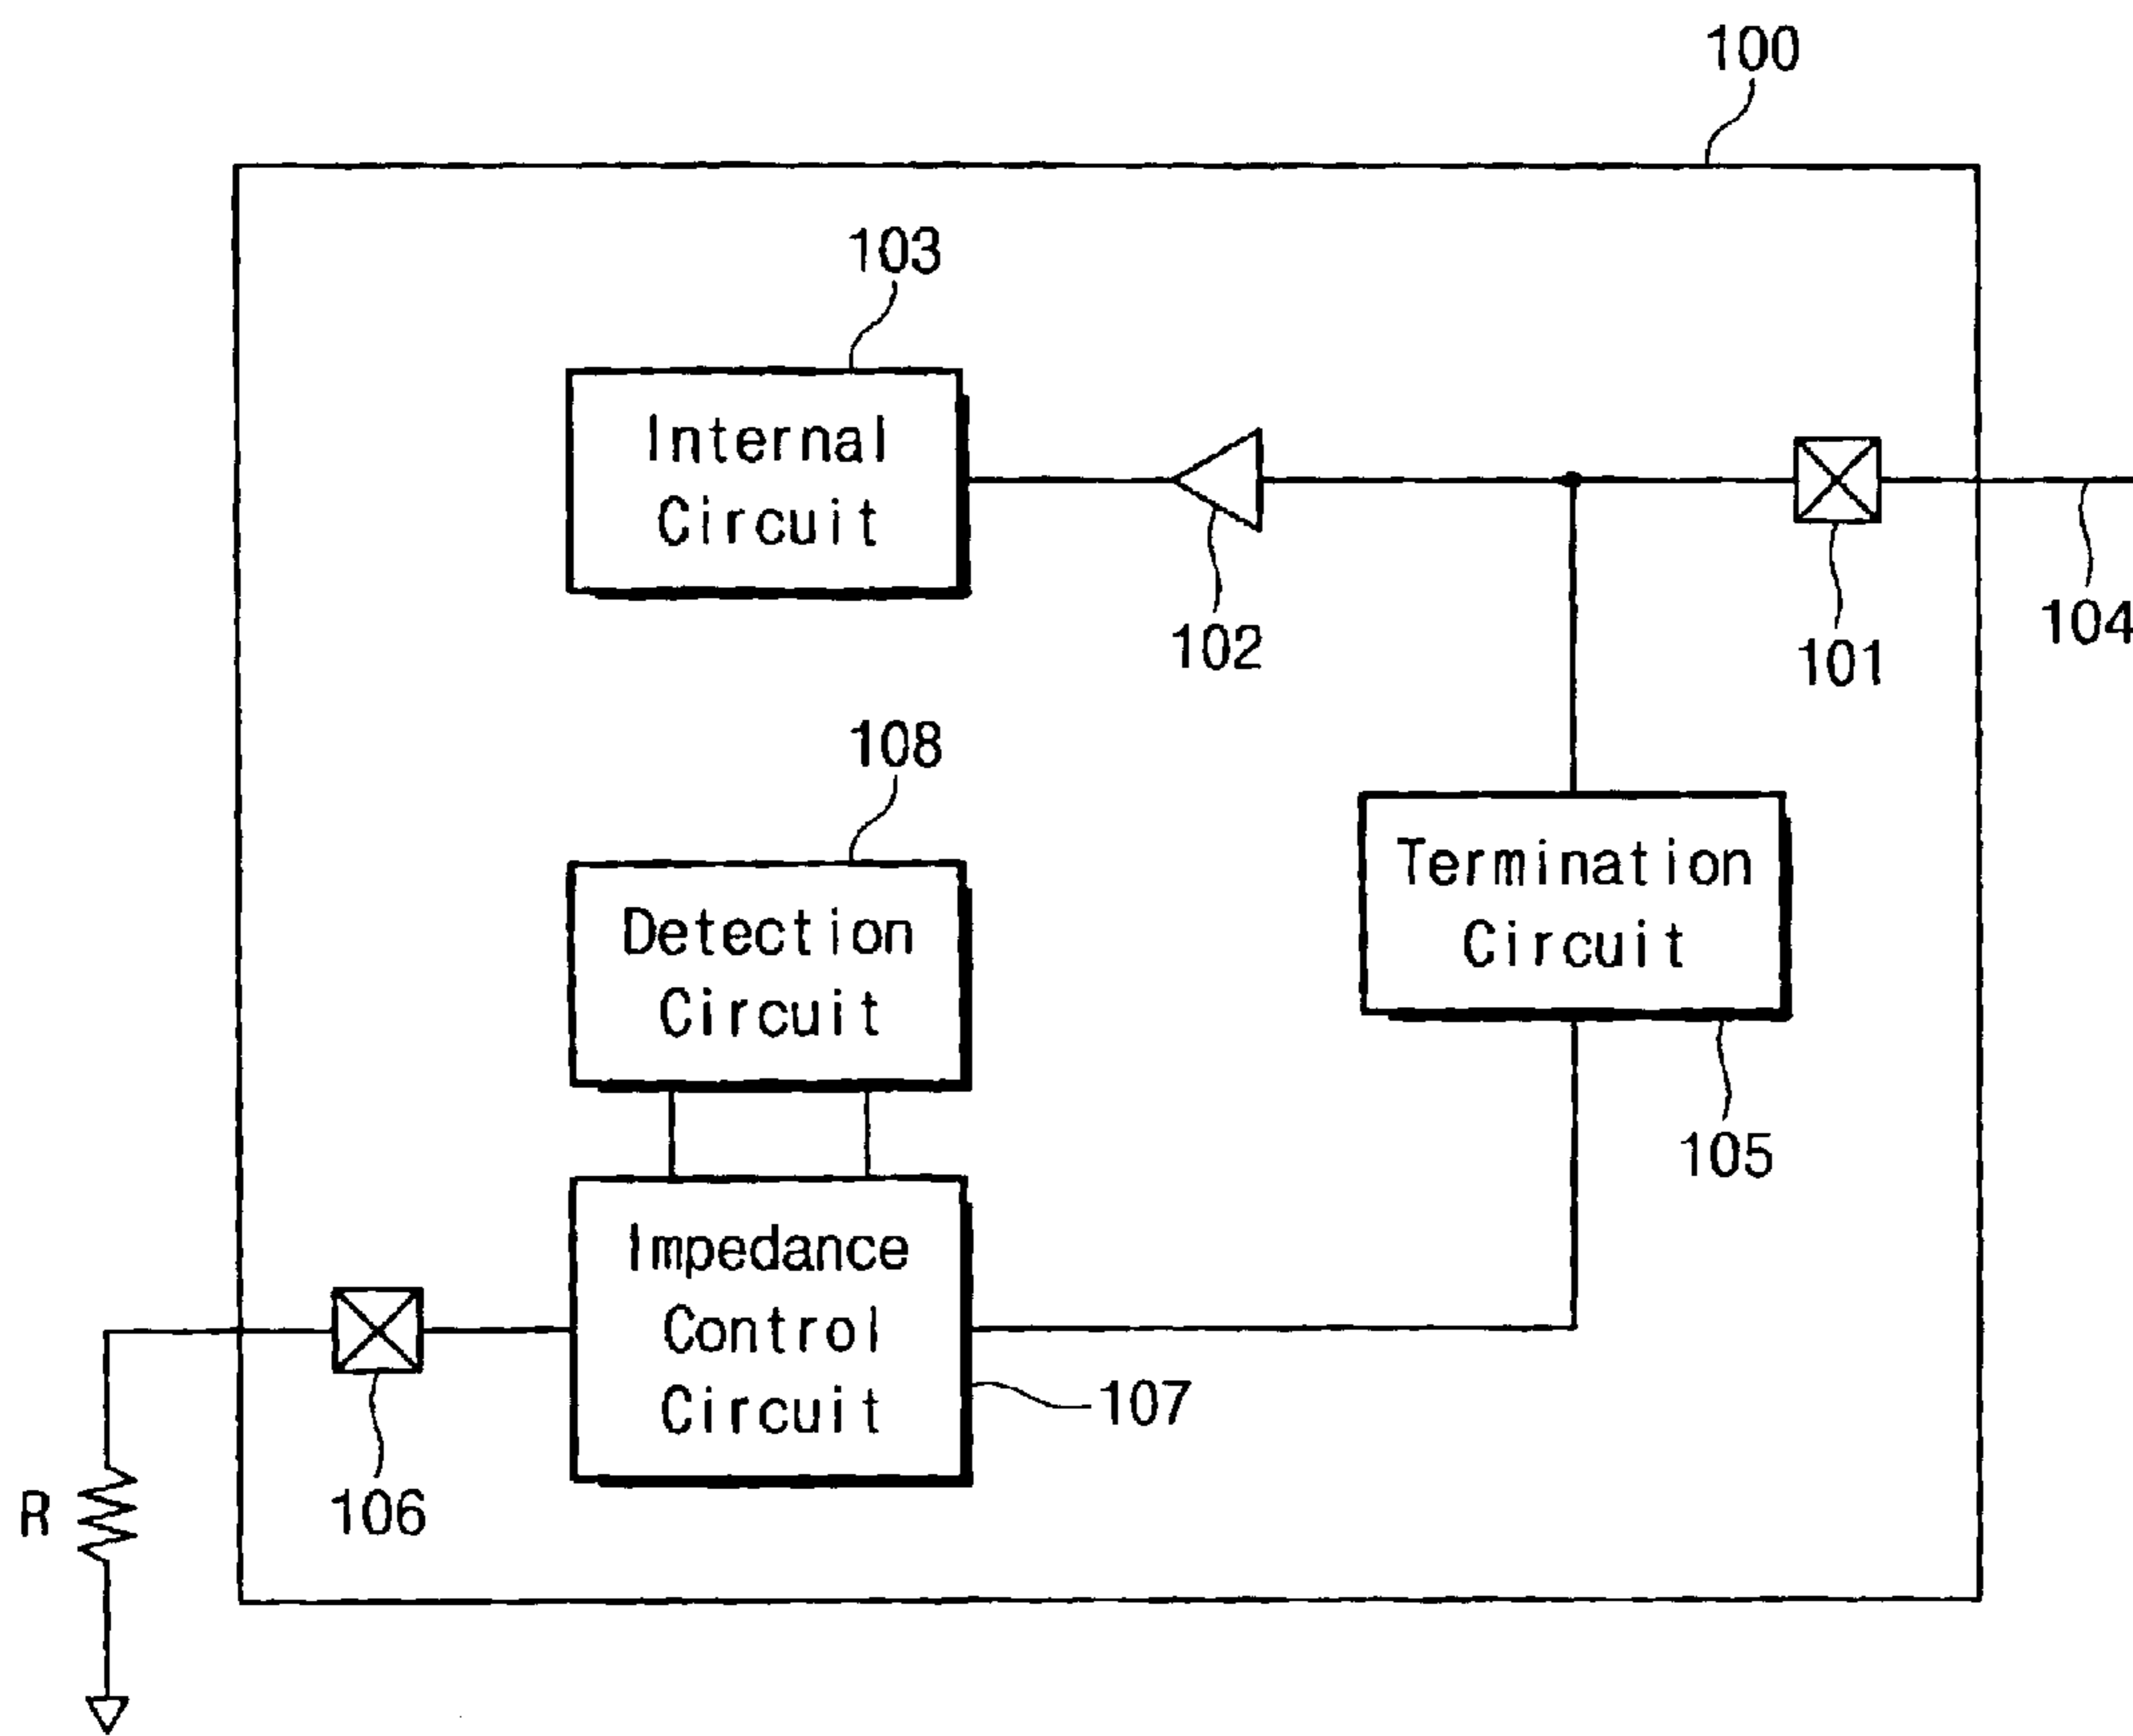 100
103
Internal
Circuit
102
101
104
108
Detection
Circuit
Termination
Circuit
105
Impedance
Control
Circuit
107
106
R